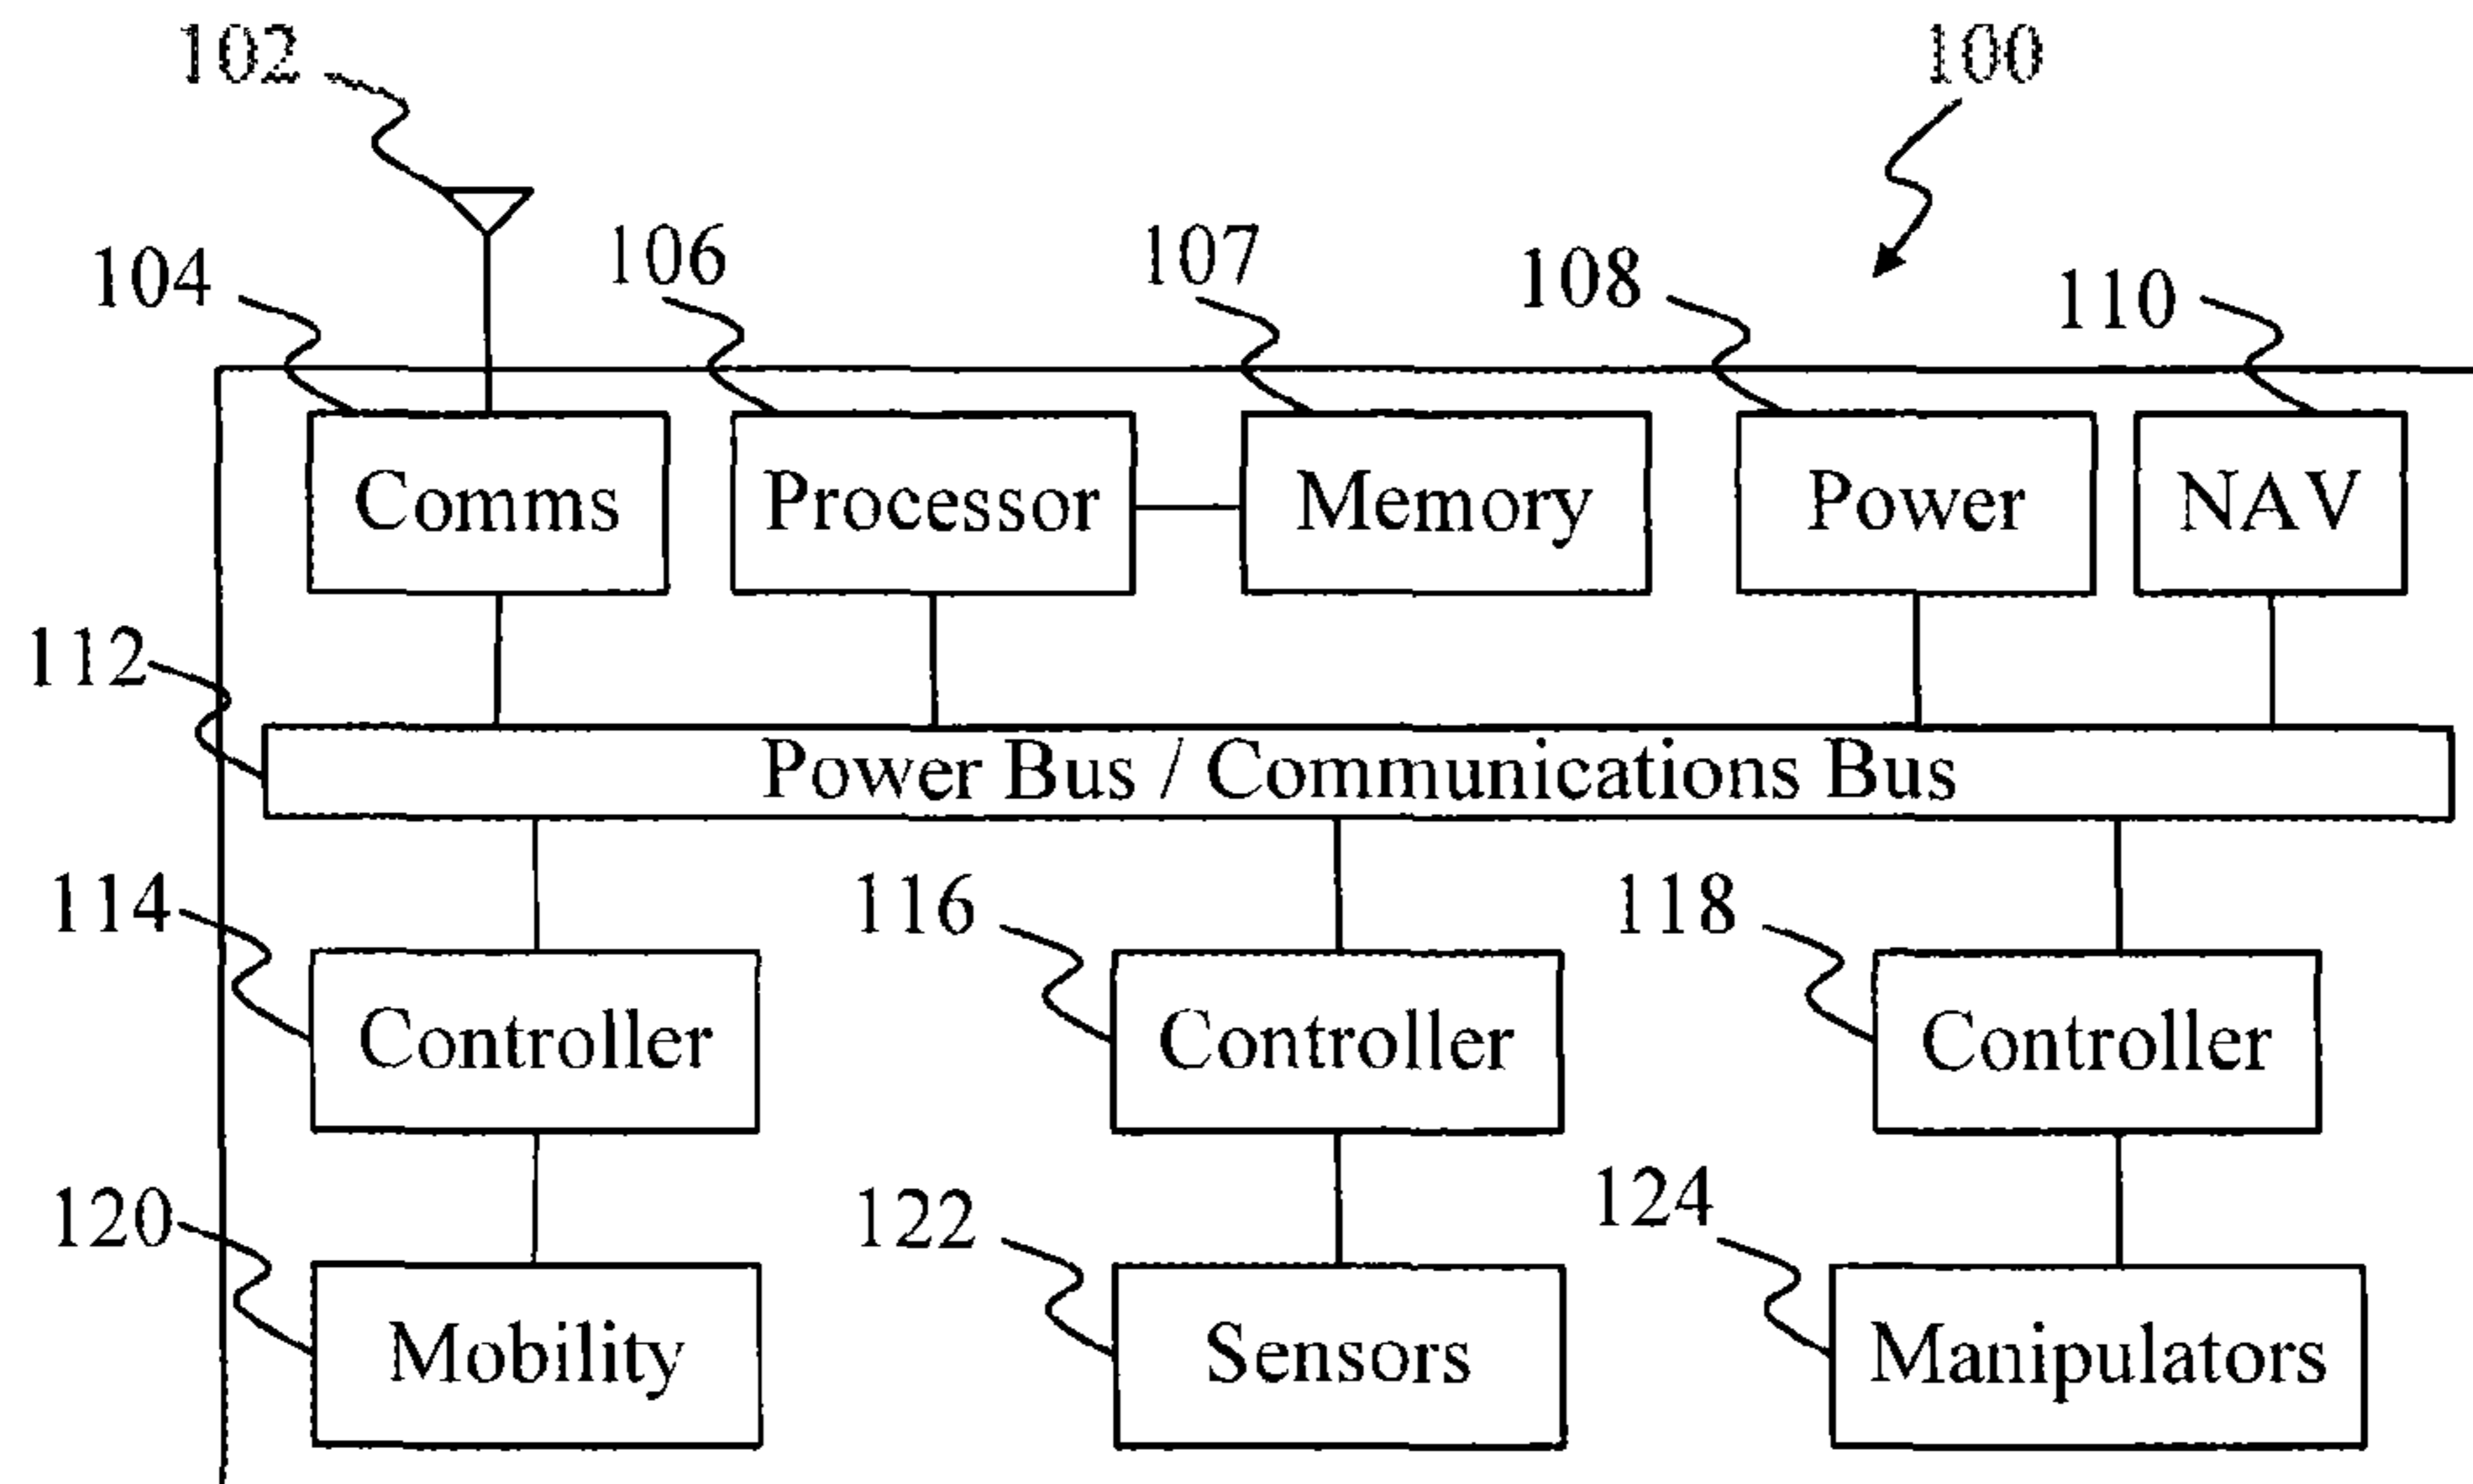 102
100
104
106
107
108
110
Comms
Processor
Memory
Power
NAV
112
Power Bus / Communications Bus
114
116
118
Controller
Controller
Controller
120
122
124
Mobility
Sensors
Manipulators